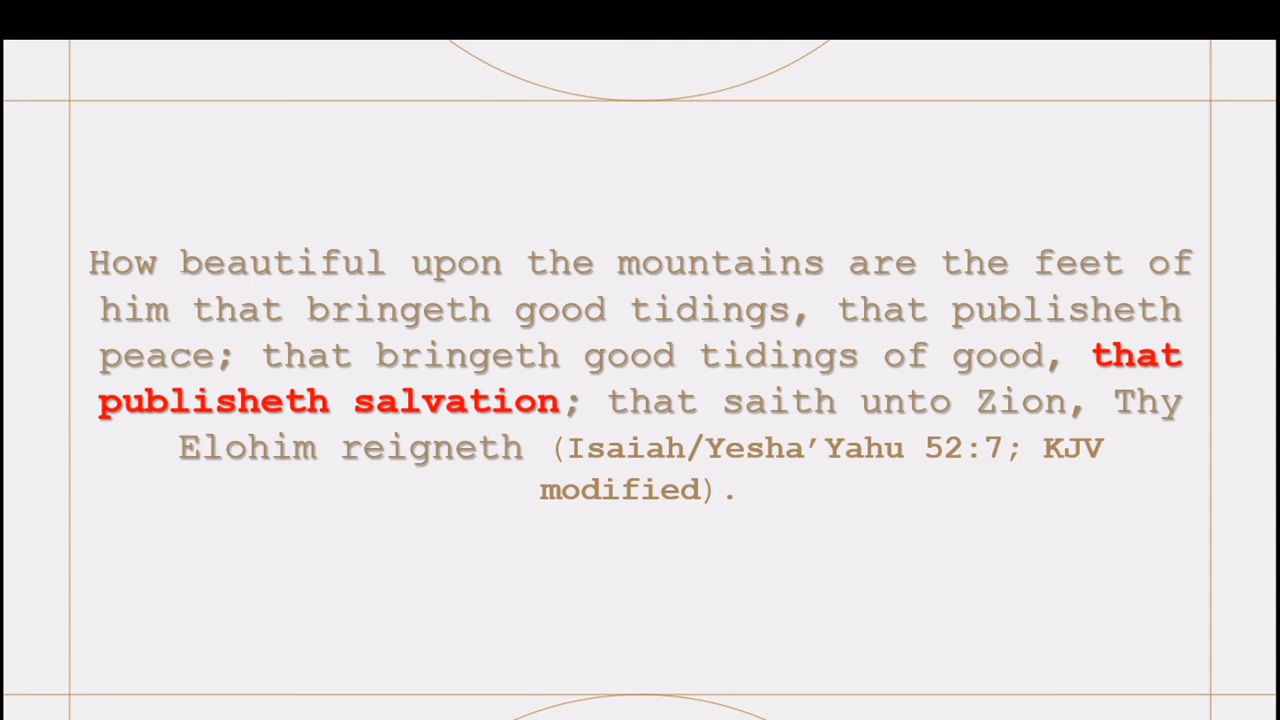 How beautiful upon the mountains are the feet of
him that bringeth good tidings, that publisheth
peace; that bringeth good tidings of good, that
publisheth salvation; that saith unto Zion, Thy
Elohim reigneth (Isaiah/Yesha’Yahu 52:7; KJV
modified).